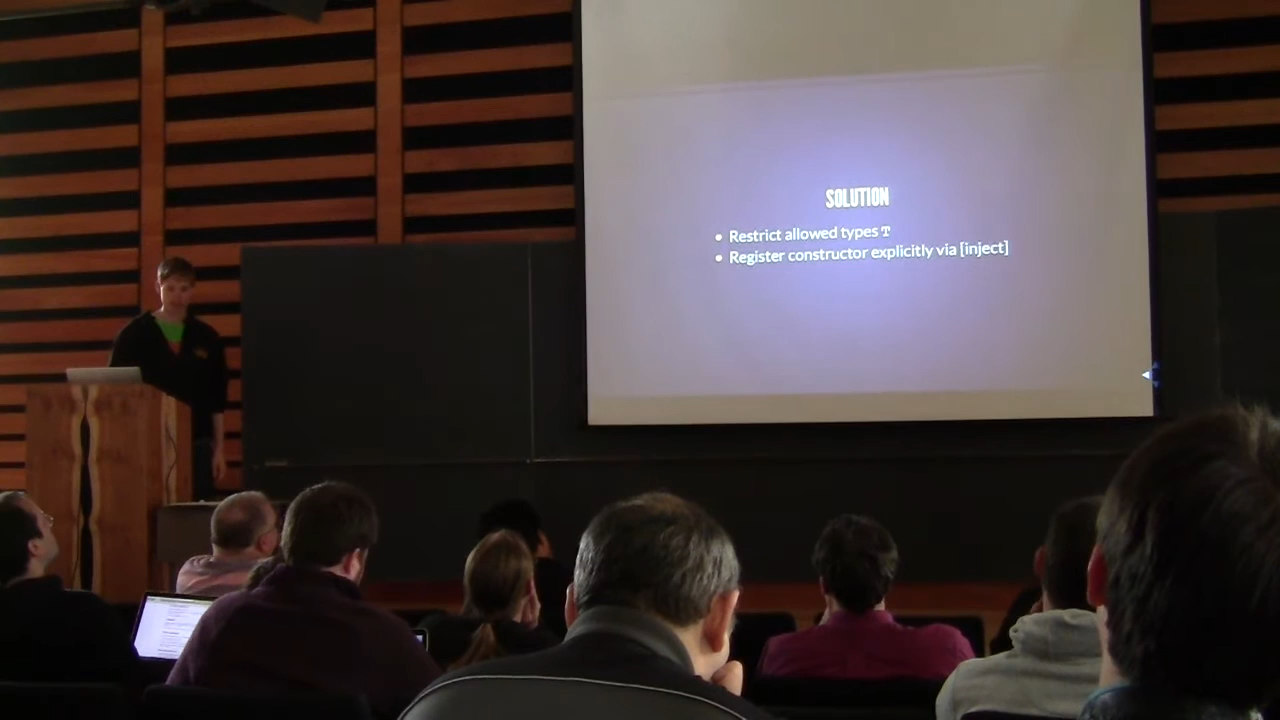 SOLUTION
• Restrict allowed types T
• Register constructor explicitly via [inject]